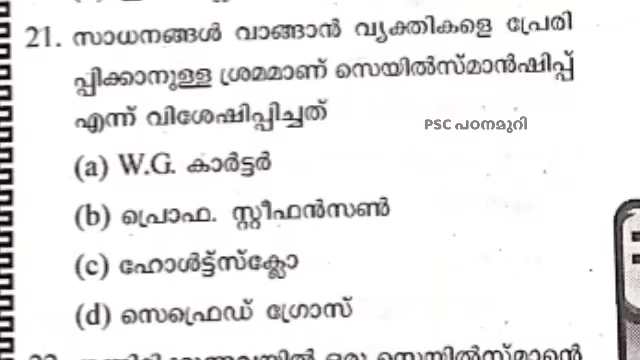 21. സാധനങ്ങൾ വാങ്ങാൻ വ്യക്തികളെ പ്രേരി
പ്പിക്കാനുള്ള ശ്രമമാണ് സെയിൽസ്മാൻഷിപ്പ്
എന്ന് വിശേഷിപ്പിച്ചത്
PSC പഠനമുറി
(a) W.G. കാർട്ടർ
(b) പ്രൊഫ. സ്റ്റീഫൻസൺ
(c) ഹോൾട്ട്സ്ക്ലോ
(d) സെഫ്രെഡ് ഗ്രോസ്